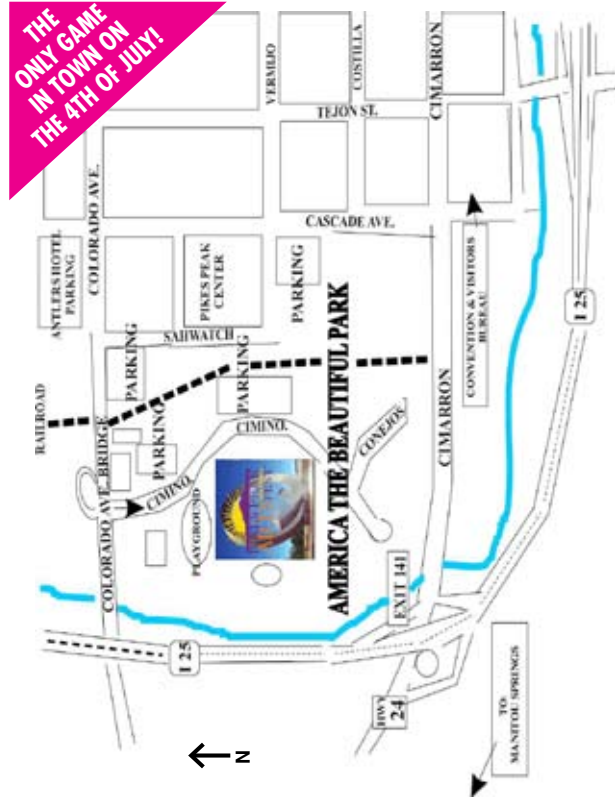 THE
ONLY GAME
IN TOWN ON
THE 4TH OF JULY!
VERMIJO
COSTILLA
CIMARRON
TEJON ST.
COLORADO AVE.
CASCADE AVE.
ANTLERS HOTEL
PARKING
PIKES PEAK
CENTER
PARKING
CONVENTION & VISITORS
BUREAU
I 25
SAHWATCH
RAILROAD
PARKING
PARKING
PARKING
COLORADO AVE. BRIDGE
CIMINO.
CIMINO.
CONEJOS
CIMARRON
PLAYGROUND
AMERICA THE BEAUTIFUL PARK
EXIT 141
I 25
HWY
24
TO
MANITOU SPRINGS
N